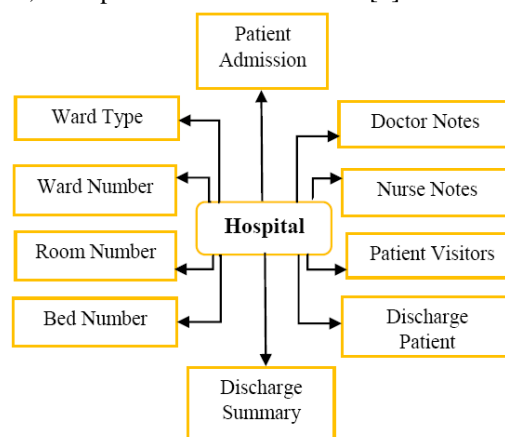 [
Patient
Admission
Ward Type
Doctor Notes
Ward Number
Nurse Notes
Hospital
Room Number
Patient Visitors
Bed Number
Discharge
Patient
Discharge
Summary